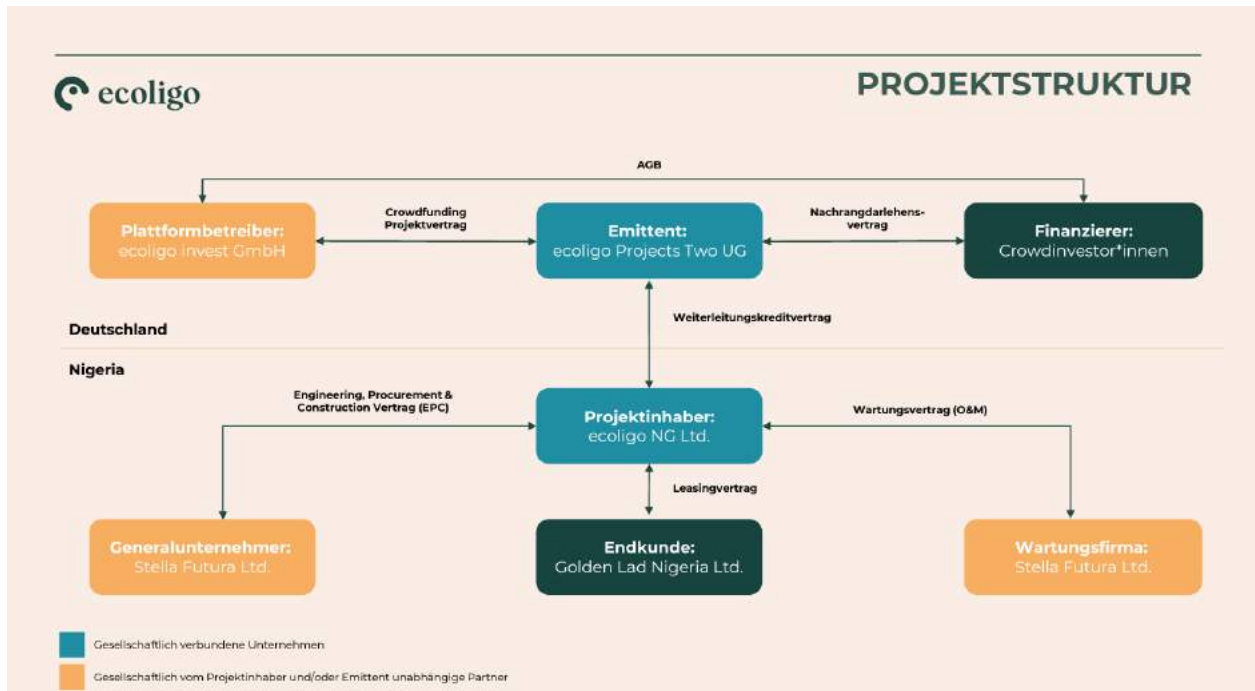 ecoligo
PROJEKTSTRUKTUR
AGB
Plattformbetreiber:
ecoligo invest GmbH
Crowdfunding
Projektvertrag
Emittent:
ecoligo Projects Two UG
Nachrangdarlehens-
vertrag
Finanzierer:
Crowdinvestor*innen
Weiterleitungskreditvertrag
Deutschland
Nigeria
Engineering, Procurement &
Construction Vertrag (EPC)
Projektinhaber:
ecoligo NG Ltd.
Wartungsvertrag (O&M)
Leasingvertrag
Generalunternehmer:
Stella Futura Ltd.
Endkunde:
Golden Lad Nigeria Ltd.
Wartungsfirma:
Stella Futura Ltd.
Gesellschaftlich verbundene Unternehmen
Gesellschaftlich vom Projektinhaber und/oder Emittent unabhängige Partner